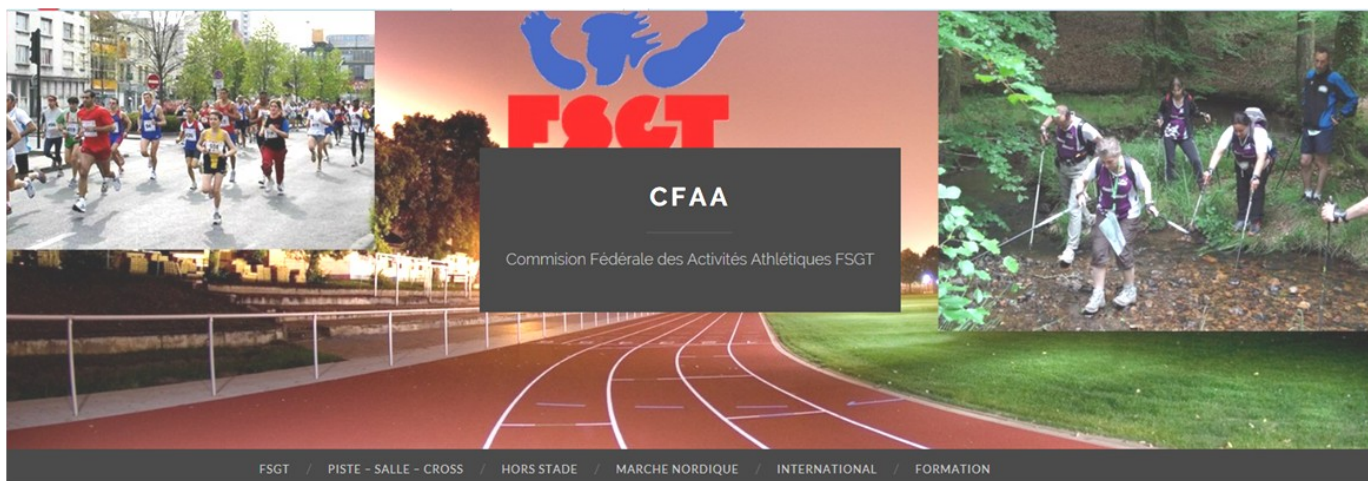 FSGT
CFAA
Commision Fédérale des Activités Athlétiques FSGT
FSGT / PISTE – SALLE – CROSS / HORS STADE / MARCHE NORDIQUE / INTERNATIONAL / FORMATION